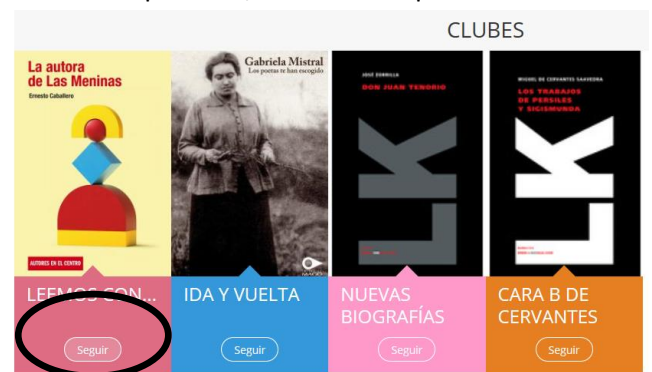 CLUBES
La autora
de Las Meninas
Ernesto Caballero
AUTORES EN EL CENTRO
Gabriela Mistral
Los poetas te han escogido
JOSÉ ZORRILLA
DON JUAN TENORIO
LK
MIGUEL DE CERVANTES SAAVEDRA
LOS TRABAJOS
DE PERSILES
Y SIGISMUNDA
LK
LEEMOS CON...
Seguir
IDA Y VUELTA
Seguir
NUEVAS
BIOGRAFÍAS
Seguir
CARA B DE
CERVANTES
Seguir